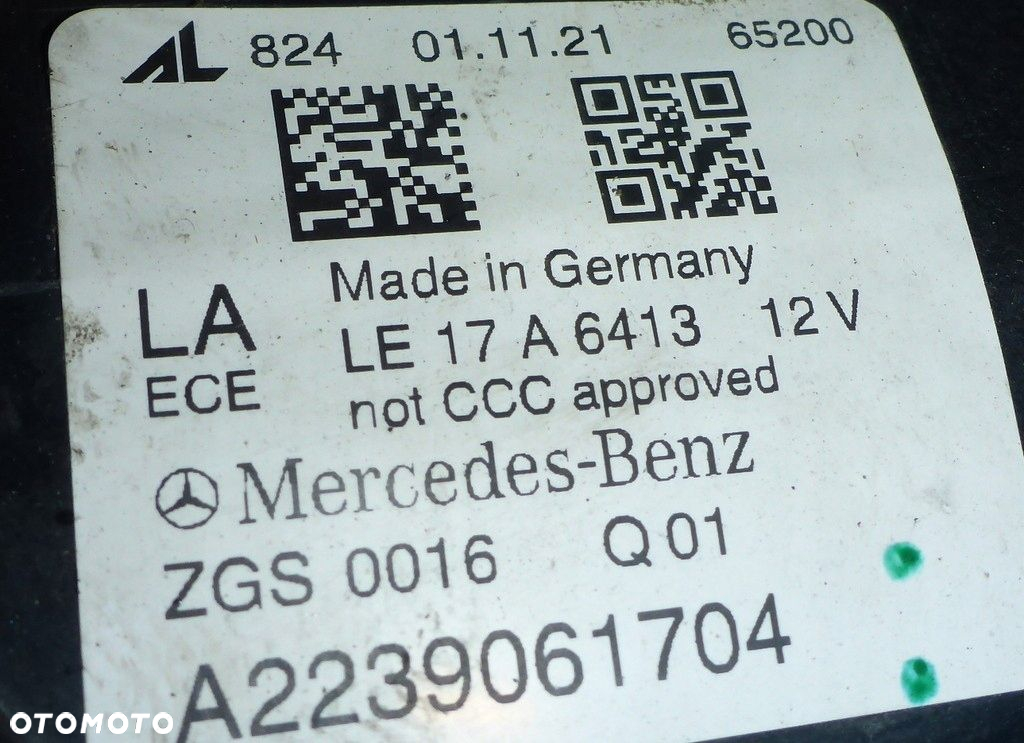 AL 824 01.11.21 65200
Made in Germany
LA LE 17 A 6413 12 V
ECE not CCC approved
Mercedes-Benz
ZGS 0016 Q 01
A2239061704
OTOMOTO